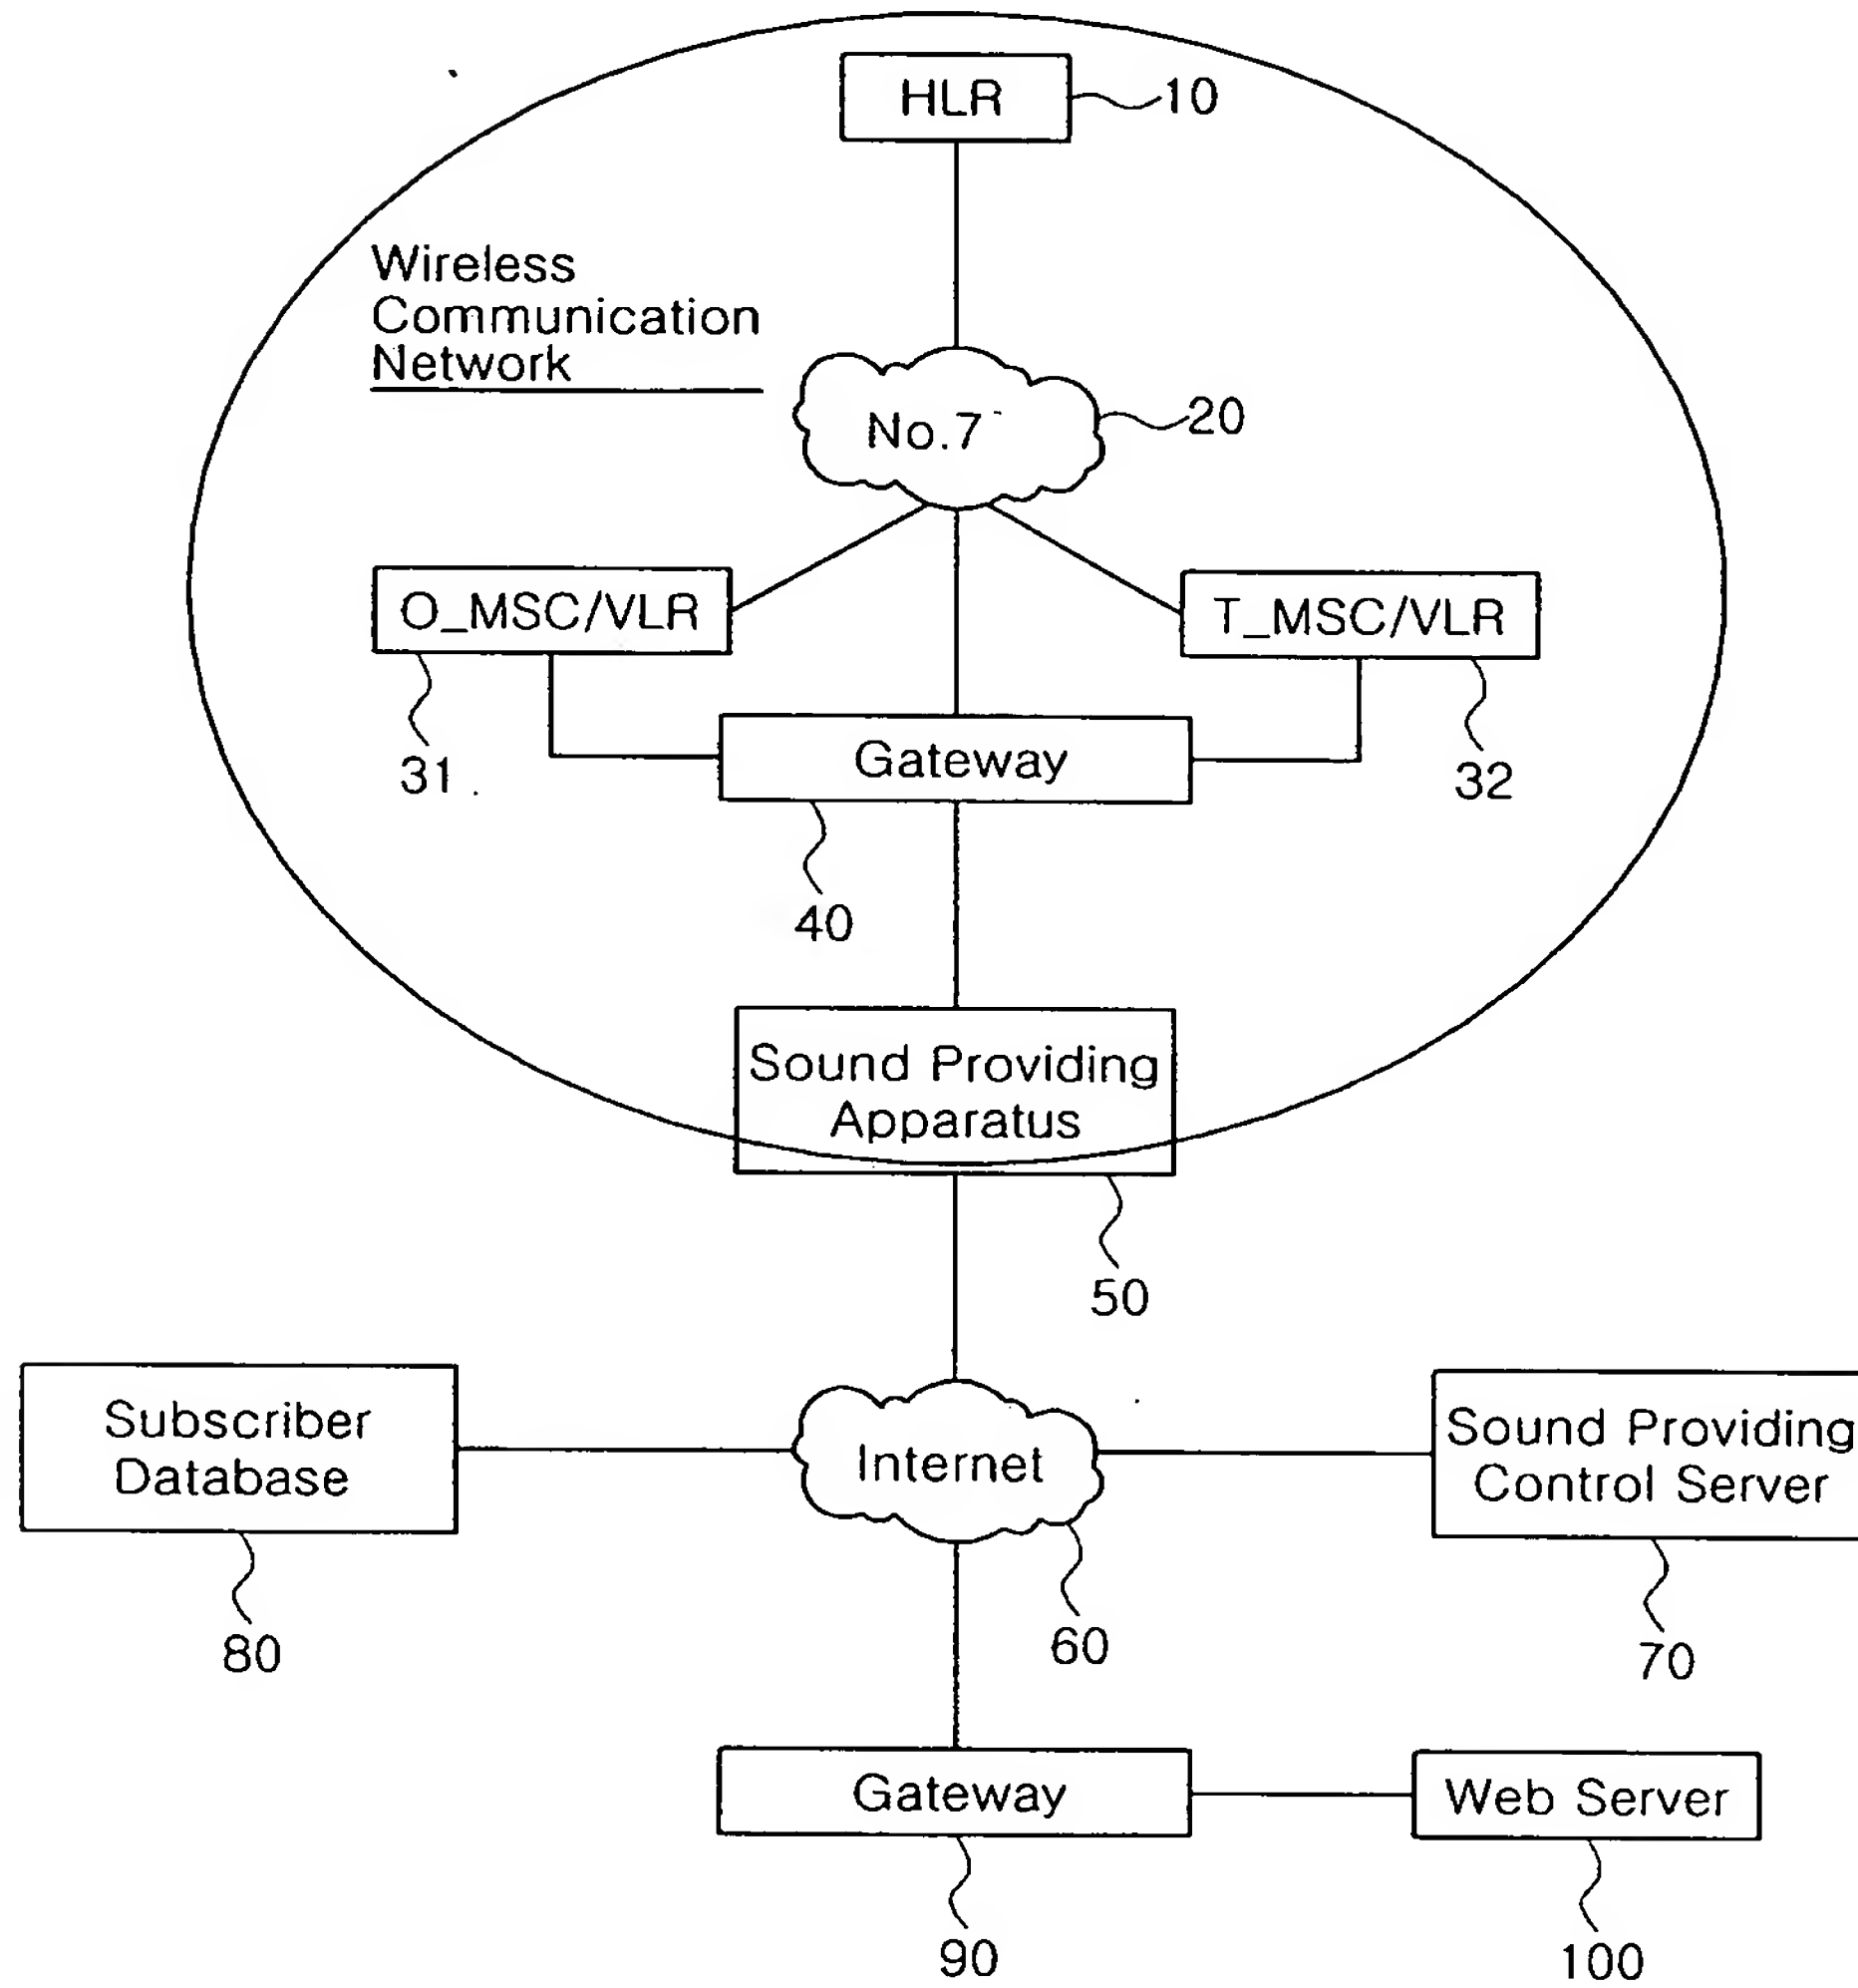 HLR
10
Wireless
Communication
Network
No.7
20
O_MSC/VLR
T_MSC/VLR
31
Gateway
32
40
Sound Providing
Apparatus
50
Subscriber
Database
Internet
Sound Providing
Control Server
80
60
70
Gateway
Web Server
90
100